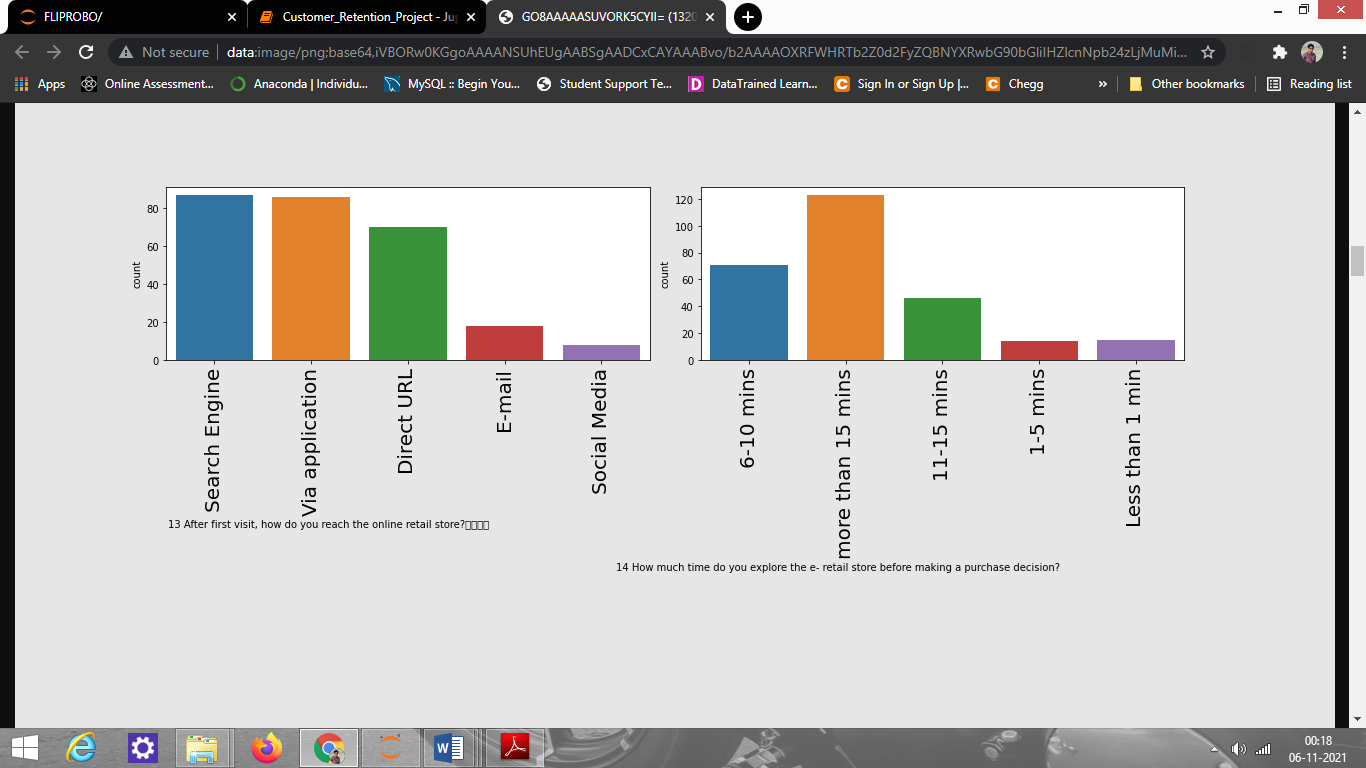 FLIPROBO/
Customer_Retention_Project - Jup
GO8AAAAASUVORK5CYII= (1320
Not secure | data:image/png;base64,iVBORw0KGgoAAAANSUhEUgAABSgAADCxCAYAAABvo/b2AAAAOXRFWHRTb2Z0d2FyZQBNYXRwbG90bGliIHZlcnNpb24zLjMuMi...
Apps
Online Assessment...
Anaconda | Individu...
MySQL :: Begin You...
Student Support Te...
DataTrained Learn...
Sign In or Sign Up |...
Chegg
»
Other bookmarks
Reading list
count
80
60
40
20
0
Search Engine
Via application
Direct URL
E-mail
Social Media
13 After first visit, how do you reach the online retail store?
count
120
100
80
60
40
20
0
6-10 mins
more than 15 mins
11-15 mins
1-5 mins
Less than 1 min
14 How much time do you explore the e- retail store before making a purchase decision?
00:18
06-11-2021